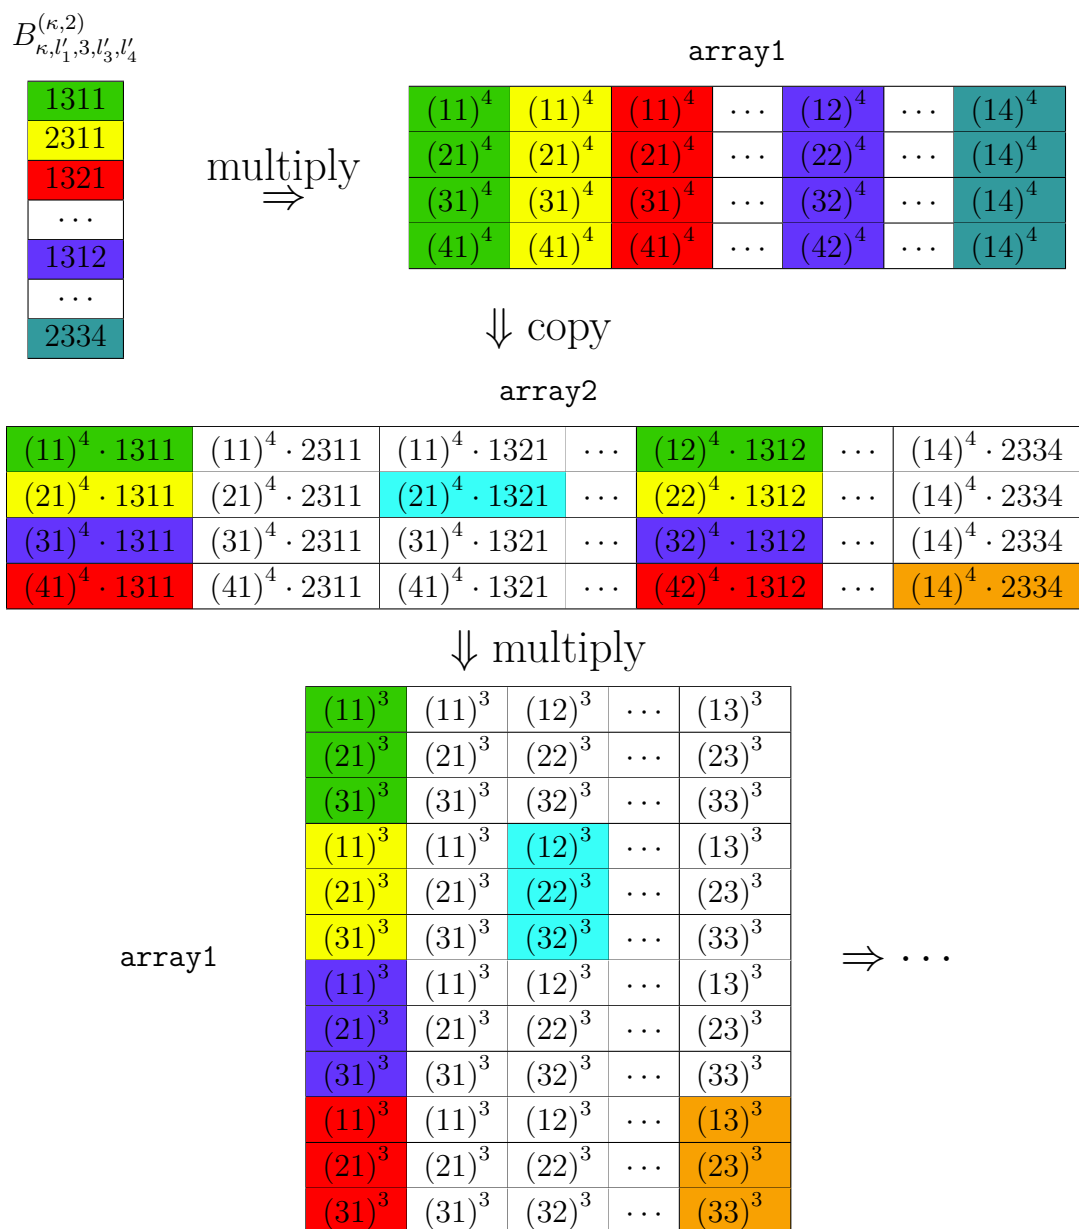 B^{(κ,2)}_{κ,l'_1,3,l'_3,l'_4}
1311
2311
1321
⋯
1312
⋯
2334
multiply
⇒
array1
(11)^4 (11)^4 (11)^4 ⋯ (12)^4 ⋯ (14)^4
(21)^4 (21)^4 (21)^4 ⋯ (22)^4 ⋯ (14)^4
(31)^4 (31)^4 (31)^4 ⋯ (32)^4 ⋯ (14)^4
(41)^4 (41)^4 (41)^4 ⋯ (42)^4 ⋯ (14)^4
⇓ copy
array2
(11)^4 · 1311 (11)^4 · 2311 (11)^4 · 1321 ⋯ (12)^4 · 1312 ⋯ (14)^4 · 2334
(21)^4 · 1311 (21)^4 · 2311 (21)^4 · 1321 ⋯ (22)^4 · 1312 ⋯ (14)^4 · 2334
(31)^4 · 1311 (31)^4 · 2311 (31)^4 · 1321 ⋯ (32)^4 · 1312 ⋯ (14)^4 · 2334
(41)^4 · 1311 (41)^4 · 2311 (41)^4 · 1321 ⋯ (42)^4 · 1312 ⋯ (14)^4 · 2334
⇓ multiply
array1
(11)^3 (11)^3 (12)^3 ⋯ (13)^3
(21)^3 (21)^3 (22)^3 ⋯ (23)^3
(31)^3 (31)^3 (32)^3 ⋯ (33)^3
(11)^3 (11)^3 (12)^3 ⋯ (13)^3
(21)^3 (21)^3 (22)^3 ⋯ (23)^3
(31)^3 (31)^3 (32)^3 ⋯ (33)^3
(11)^3 (11)^3 (12)^3 ⋯ (13)^3
(21)^3 (21)^3 (22)^3 ⋯ (23)^3
(31)^3 (31)^3 (32)^3 ⋯ (33)^3
(11)^3 (11)^3 (12)^3 ⋯ (13)^3
(21)^3 (21)^3 (22)^3 ⋯ (23)^3
(31)^3 (31)^3 (32)^3 ⋯ (33)^3
⇒ ⋯